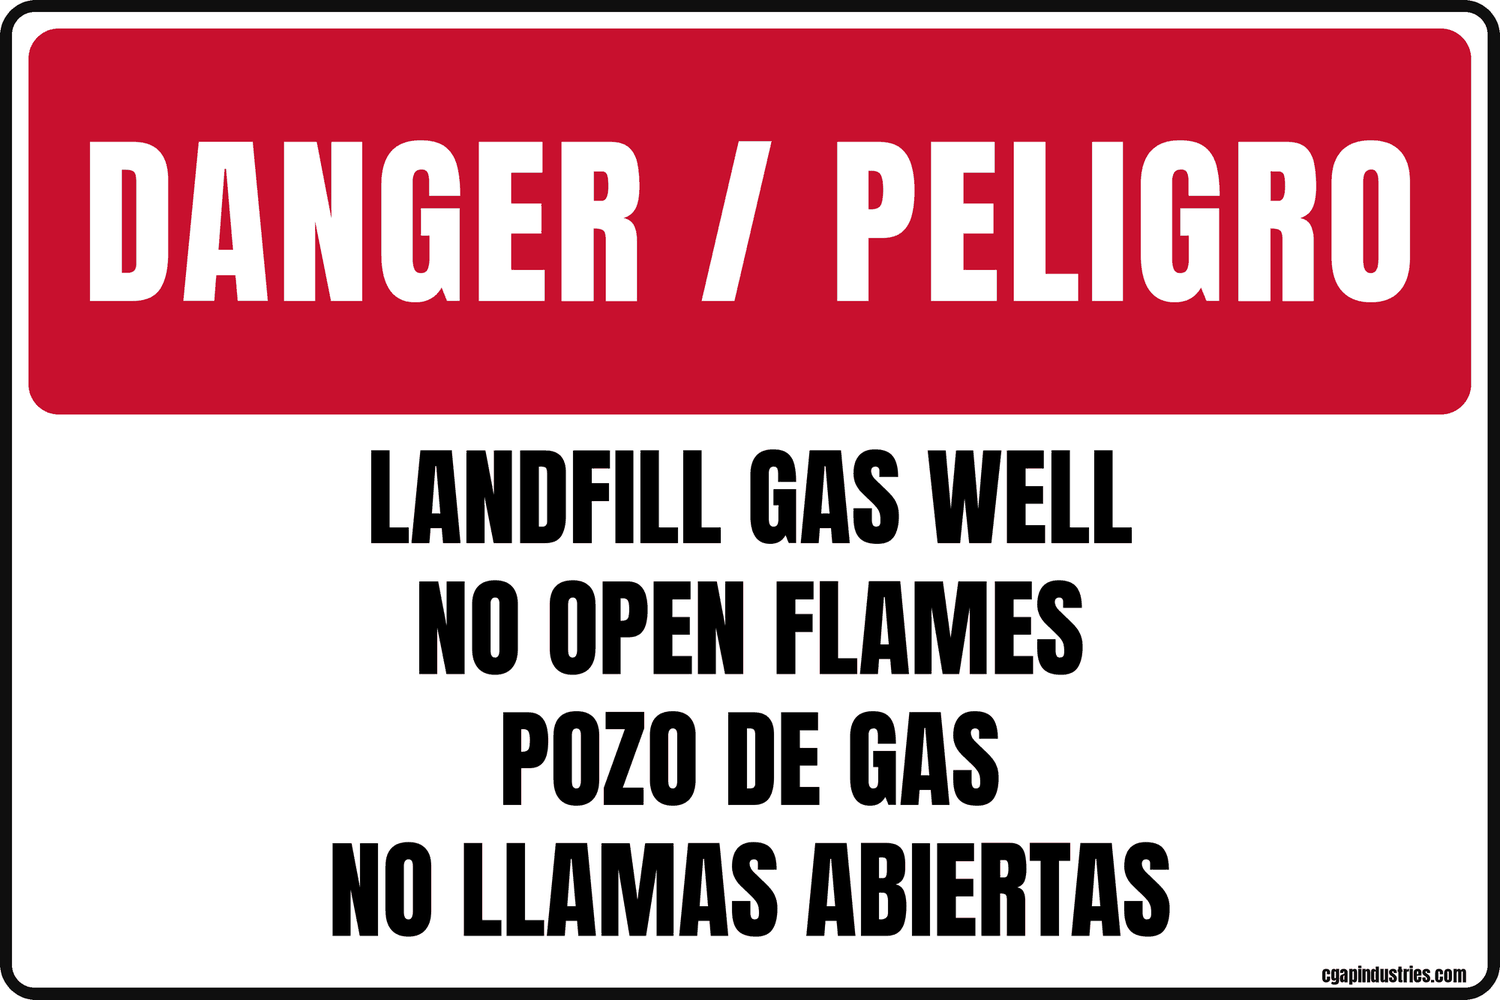 DANGER / PELIGRO
LANDFILL GAS WELL
NO OPEN FLAMES
POZO DE GAS
NO LLAMAS ABIERTAS
cgapindustries.com